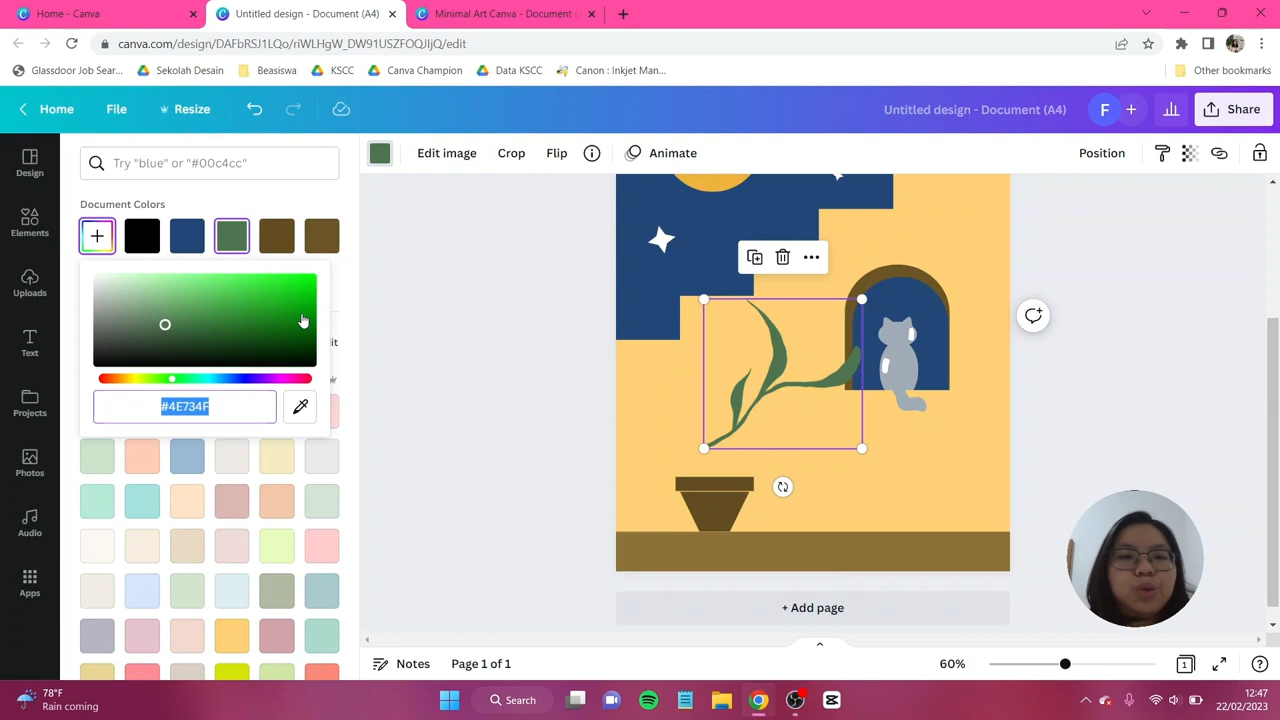 Home - Canva
Untitled design - Document (A4)
Minimal Art Canva - Document (
canva.com/design/DAFbRSJ1LQo/riWLHgW_DW91USZFOQJIjQ/edit
Glassdoor Job Sear...
Sekolah Desain
Beasiswa
KSCC
Canva Champion
Data KSCC
Canon : Inkjet Man...
Other bookmarks
Home
File
Resize
Untitled design - Document (A4)
F
Share
Design
Elements
Uploads
Text
Projects
Photos
Audio
Apps
Try "blue" or "#00c4cc"
Edit image
Crop
Flip
Animate
Position
Document Colors
#4E734F
+ Add page
Notes
Page 1 of 1
60%
1
78°F
Rain coming
Search
12:47
22/02/2023